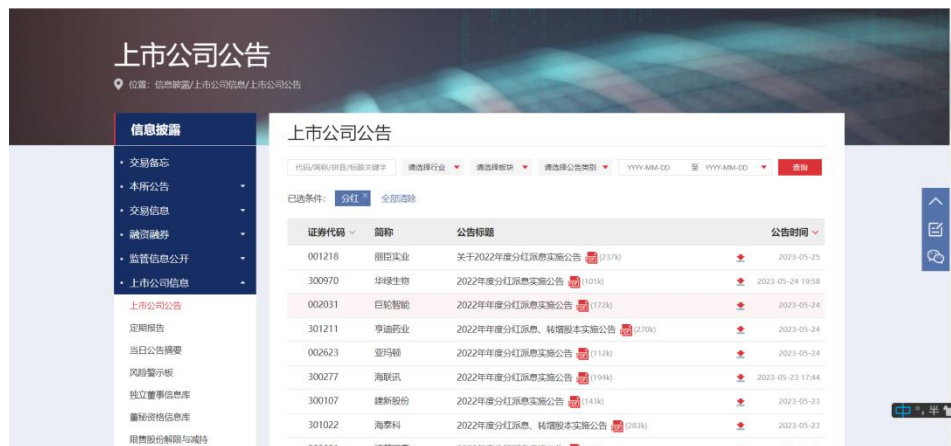 上市公司公告
位置：信息披露/上市公司信息/上市公司公告
信息披露
交易备忘
本所公告
交易信息
融资融券
监管信息公开
上市公司信息
上市公司公告
定期报告
当日公告摘要
风险警示板
独立董事信息库
董秘资格信息库
限售股份解限与减持
上市公司公告
代码/简称/拼音/标题关键字 请选择行业 请选择板块 请选择公告类别 YYYY-MM-DD 至 YYYY-MM-DD 查询
已选条件： 分红 × 全部清除
证券代码 简称 公告标题 公告时间
001218 丽臣实业 关于2022年度分红派息实施公告 (237k) 2023-05-25
300970 华绿生物 2022年年度分红派息实施公告 (101k) 2023-05-24 19:58
002031 巨轮智能 2022年年度分红派息实施公告 (172k) 2023-05-24
301211 亨迪药业 2022年年度分红派息、转增股本实施公告 (270k) 2023-05-24
002623 亚玛顿 2022年年度分红派息实施公告 (112k) 2023-05-24
300277 海联讯 2022年年度分红派息实施公告 (194k) 2023-05-23 17:44
300107 建新股份 2022年年度分红派息实施公告 (143k) 2023-05-23
301022 海泰科 2022年度分红派息、转增股本实施公告 (283k) 2023-05-23
中 °, 半